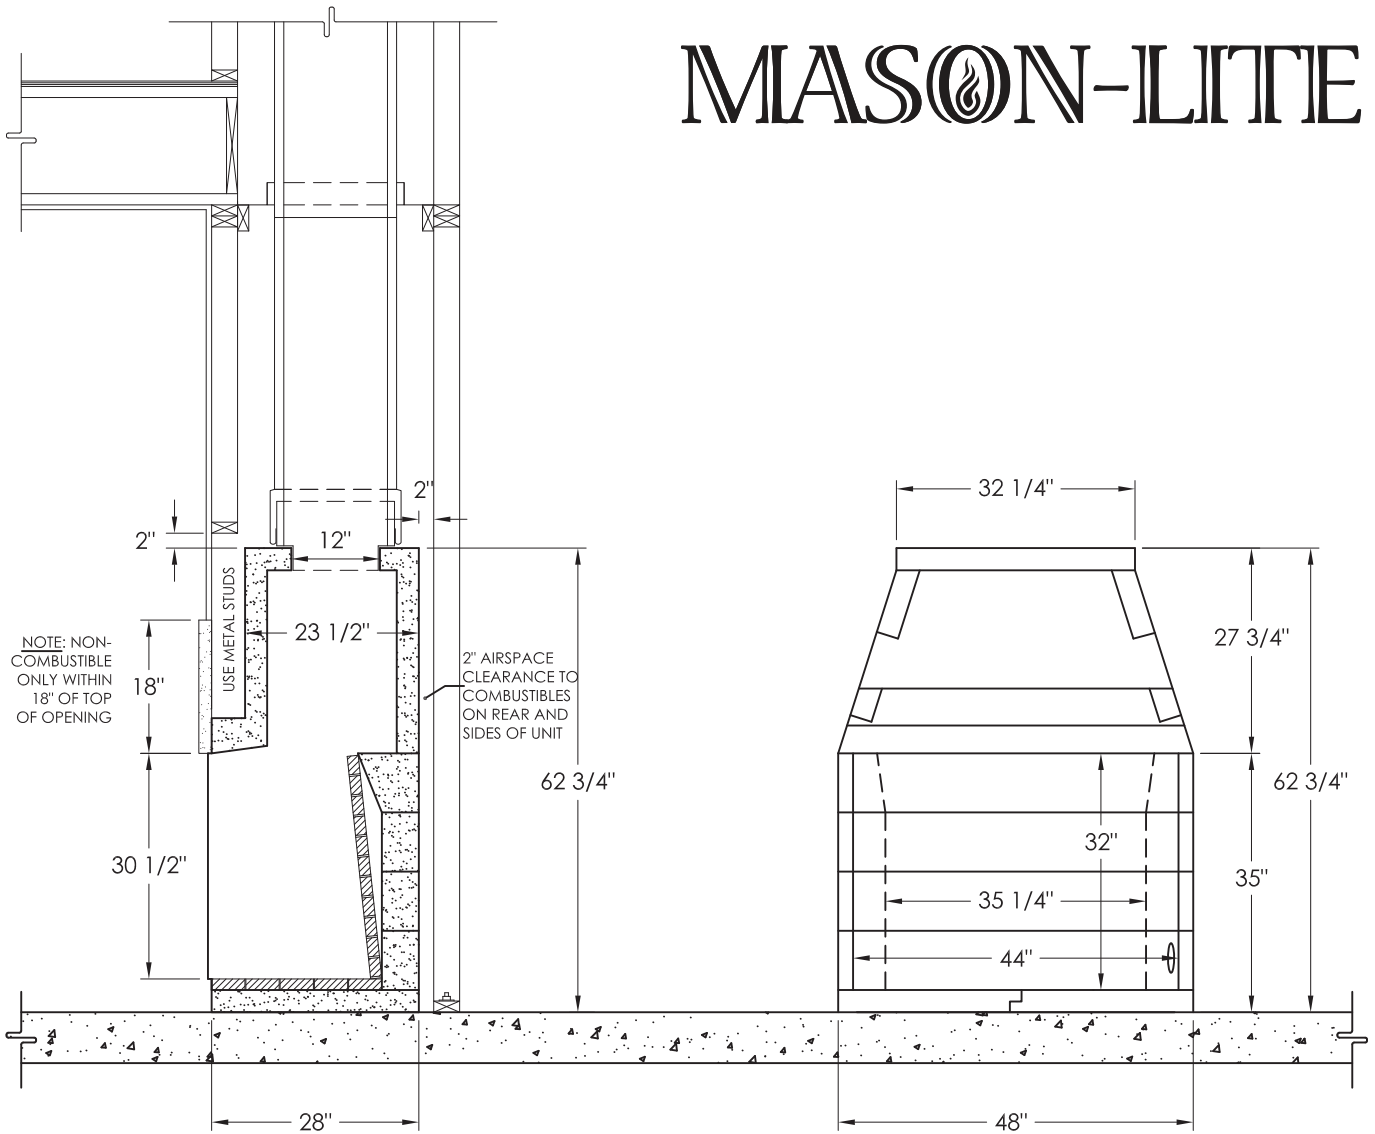 MASON-LITE
2"
32 1/4"
2"
12"
USE METAL STUDS
23 1/2"
27 3/4"
NOTE: NON-
COMBUSTIBLE
ONLY WITHIN
18" OF TOP
OF OPENING
18"
2" AIRSPACE
CLEARANCE TO
COMBUSTIBLES
ON REAR AND
SIDES OF UNIT
62 3/4"
62 3/4"
30 1/2"
32"
35"
35 1/4"
44"
28"
48"